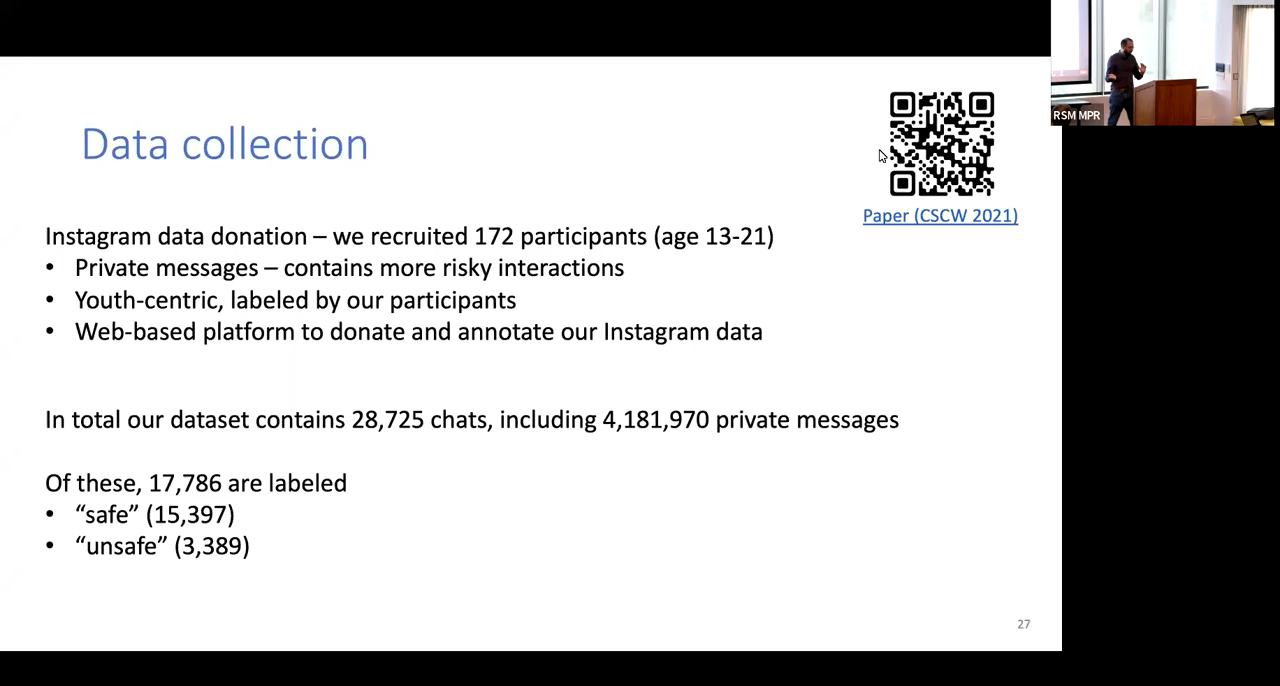 Data collection
Paper (CSCW 2021)
RSM MPR
Instagram data donation – we recruited 172 participants (age 13-21)
• Private messages – contains more risky interactions
• Youth-centric, labeled by our participants
• Web-based platform to donate and annotate our Instagram data
In total our dataset contains 28,725 chats, including 4,181,970 private messages
Of these, 17,786 are labeled
• “safe” (15,397)
• “unsafe” (3,389)
27